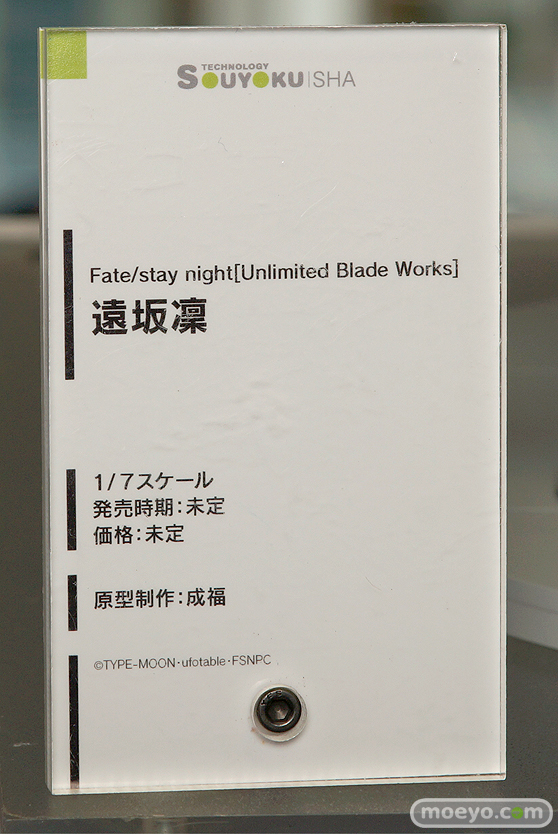 TECHNOLOGY
SOUYOKU|SHA
Fate/stay night[Unlimited Blade Works]
遠坂凜
1/7スケール
発売時期:未定
価格:未定
原型制作:成福
©TYPE-MOON・ufotable・FSNPC
moeyo.com